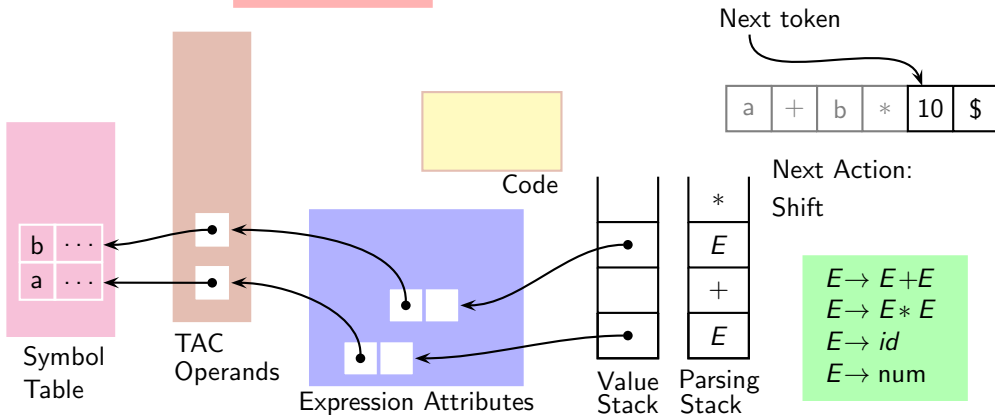 Next token
a + b * 10 $
Code
Next Action:
Shift
*
E
+
E
b ···
a ···
E → E + E
E → E * E
E → id
E → num
Symbol
Table
TAC
Operands
Expression Attributes
Value
Stack
Parsing
Stack